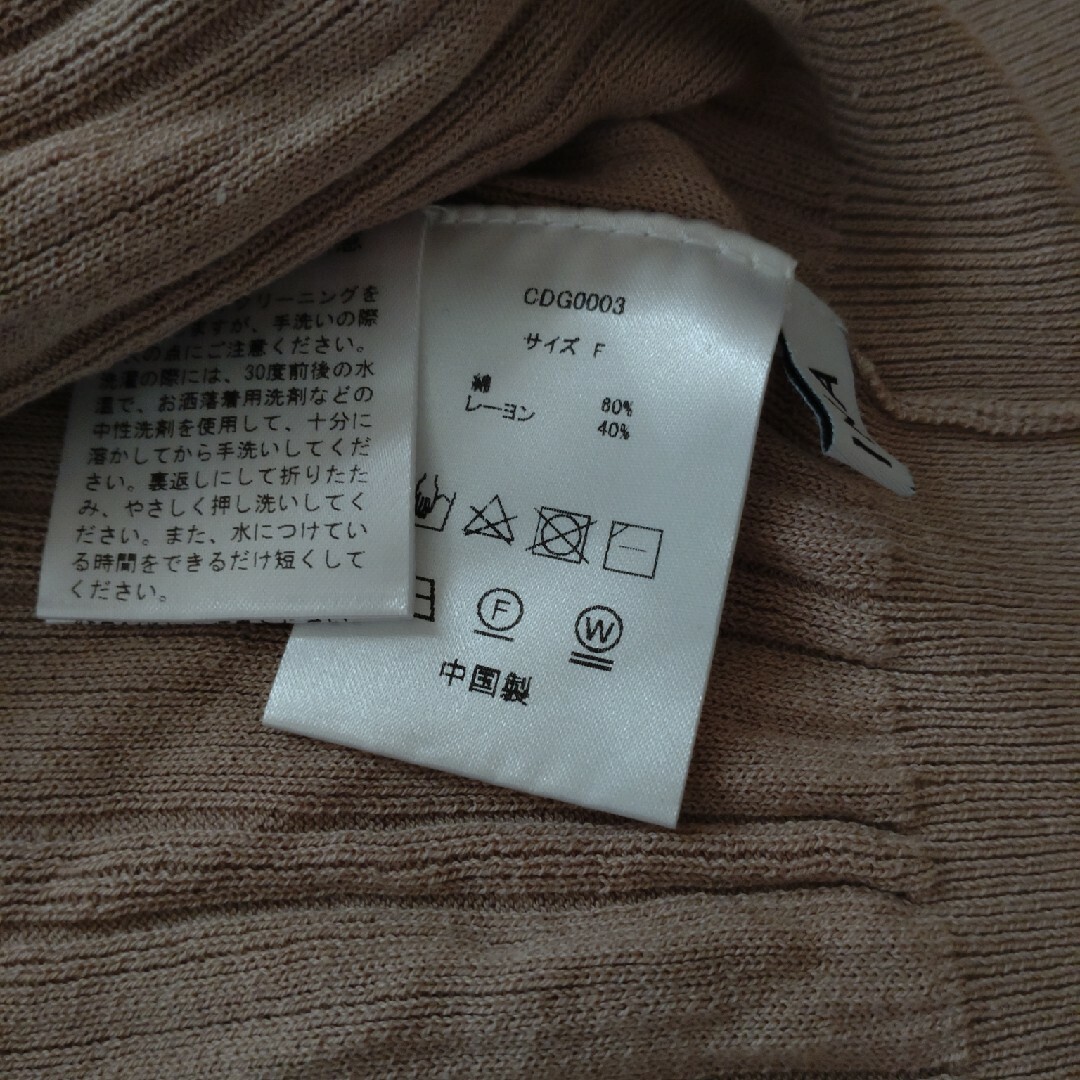 リーニングを
ますが、手洗いの際
の点にご注意ください。
洗濯の際には、30度前後の水
温で、お洒落着用洗剤などの
中性洗剤を使用して、十分に
溶かしてから手洗いしてくだ
さい。裏返しにして折りたた
み、やさしく押し洗いしてく
ださい。また、水につけてい
る時間をできるだけ短くして
ください。
CDG0003
サイズ F
綿 60%
レーヨン 40%
F
W
中国製